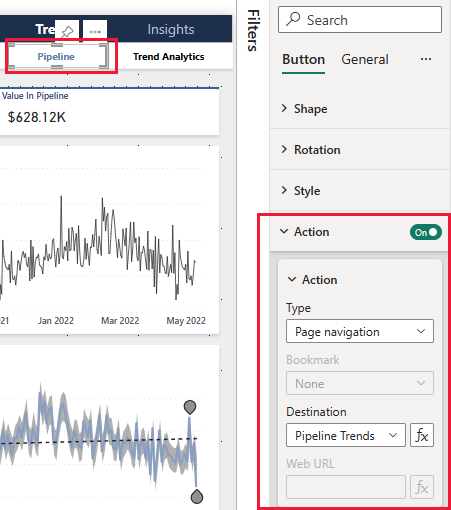 Tre
Insights
Pipeline
Trend Analytics
Value In Pipeline
$628.12K
021
Jan 2022
Mar 2022
May 2022
Filters
Search
Button
General
Shape
Rotation
Style
Action
On
Action
Type
Page navigation
Bookmark
None
Destination
Pipeline Trends
fx
Web URL
fx